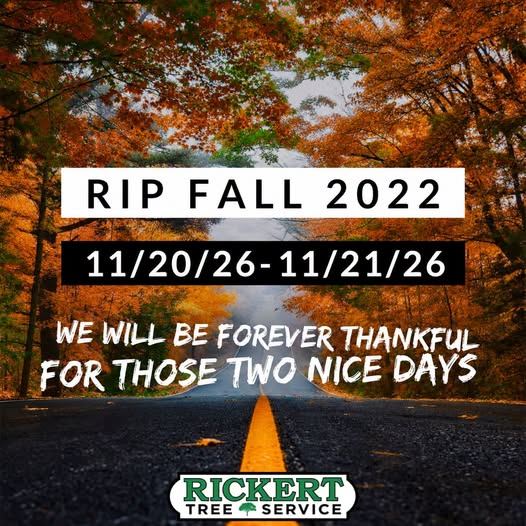 RIP FALL 2022
11/20/26-11/21/26
WE WILL BE FOREVER THANKFUL
FOR THOSE TWO NICE DAYS
RICKERT
TREE SERVICE